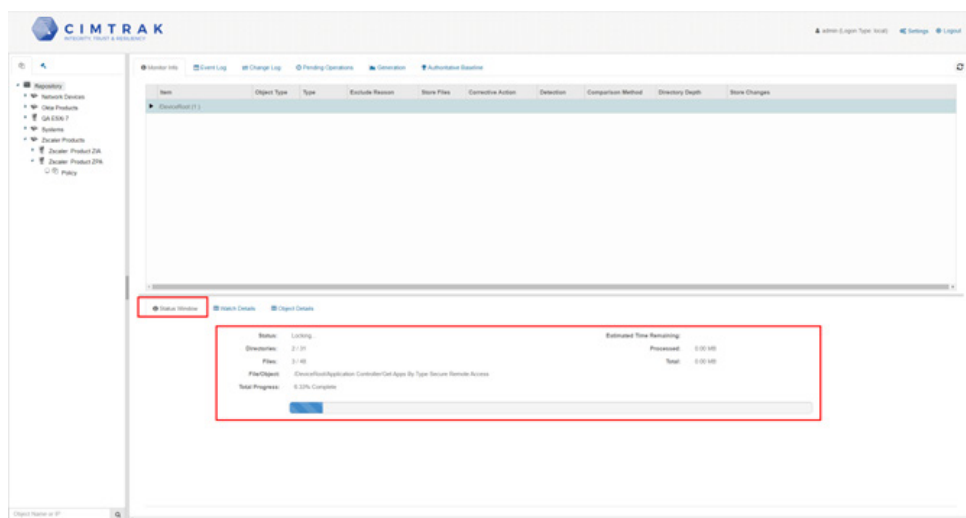 CIMTRAK
INTEGRITY, TRUST & RESILIENCY
admin (Logon Type: local) Settings Logout
Monitor Info Event Log Change Log Pending Operations Generation Authoritative Baseline
Repository
Network Devices
Okta Products
QA ESXi 7
Systems
Zscaler Products
Zscaler Product ZIA
Zscaler Product ZPA
Policy
Item Object Type Type Exclude Reason Store Files Corrective Action Detection Comparison Method Directory Depth Store Changes
/DeviceRoot (1)
Status Window Watch Details Object Details
Status: Locking... Estimated Time Remaining:
Directories: 2 / 31 Processed: 0.00 MB
Files: 3 / 48 Total: 0.00 MB
File/Object: /DeviceRoot/Application Controller/Get Apps By Type Secure Remote Access
Total Progress: 6.33% Complete
Object Name or IP